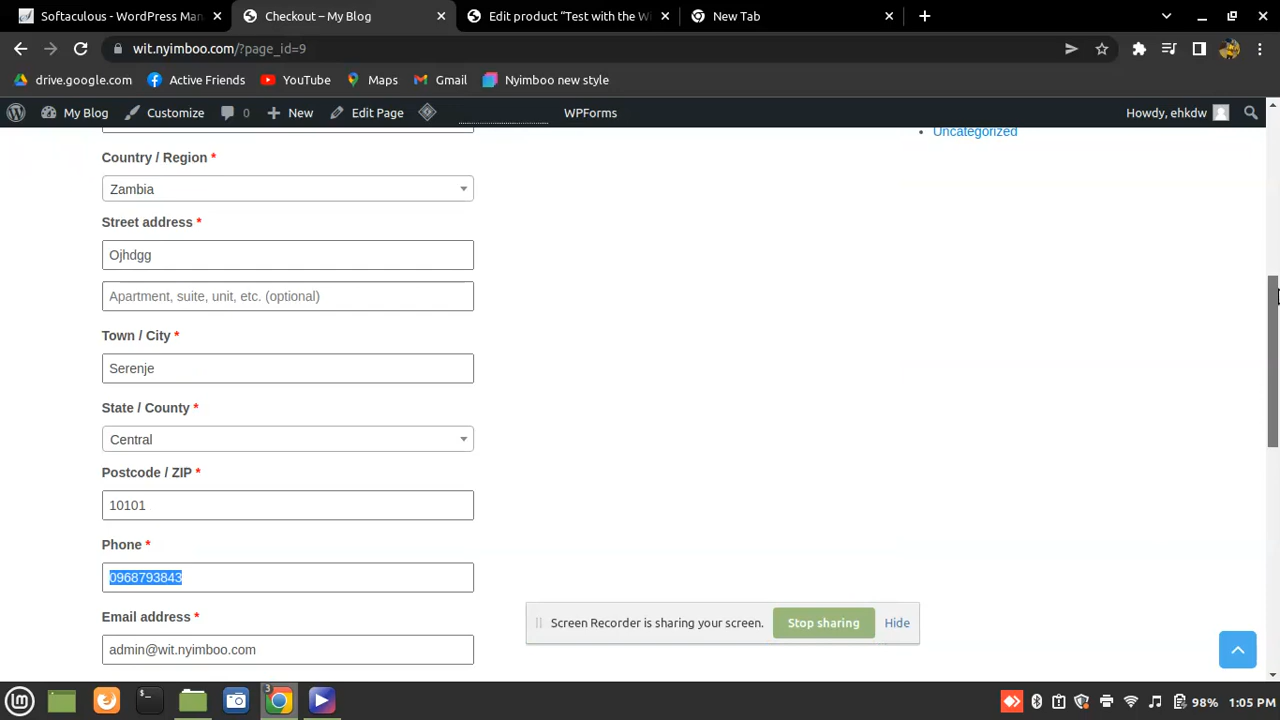 Softaculous - WordPress Man
Checkout – My Blog
Edit product “Test with the Wi
New Tab
wit.nyimboo.com/?page_id=9
drive.google.com
Active Friends
YouTube
Maps
Gmail
Nyimboo new style
My Blog
Customize
0
New
Edit Page
WPForms
Howdy, ehkdw
Uncategorized
Country / Region *
Zambia
Street address *
Ojhdgg
Apartment, suite, unit, etc. (optional)
Town / City *
Serenje
State / County *
Central
Postcode / ZIP *
10101
Phone *
0968793843
Email address *
admin@wit.nyimboo.com
Screen Recorder is sharing your screen.
Stop sharing
Hide
3
98%
1:05 PM